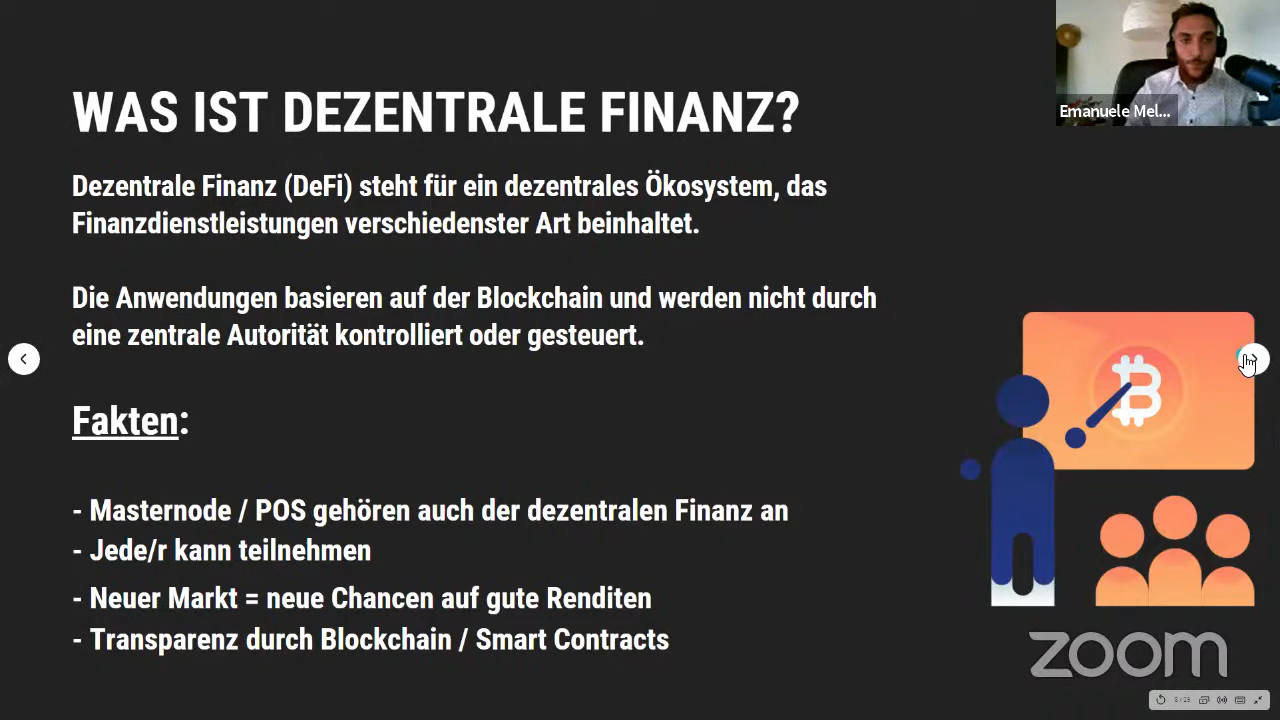 WAS IST DEZENTRALE FINANZ?
Emanuele Mel...
Dezentrale Finanz (DeFi) steht für ein dezentrales Ökosystem, das
Finanzdienstleistungen verschiedenster Art beinhaltet.
Die Anwendungen basieren auf der Blockchain und werden nicht durch
eine zentrale Autorität kontrolliert oder gesteuert.
Fakten:
- Masternode / POS gehören auch der dezentralen Finanz an
- Jede/r kann teilnehmen
- Neuer Markt = neue Chancen auf gute Renditen
- Transparenz durch Blockchain / Smart Contracts
zoom